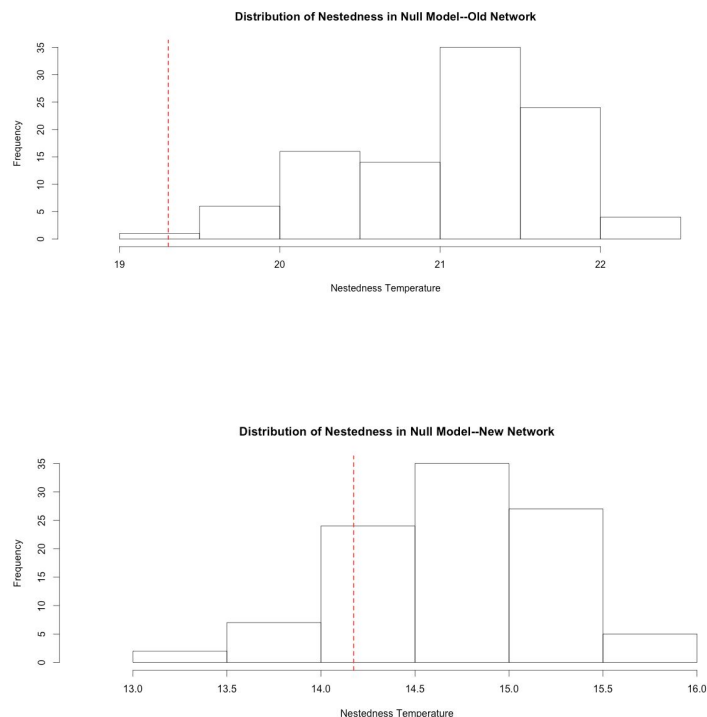 Distribution of Nestedness in Null Model--Old Network
Frequency
35
30
25
20
15
10
5
0
19 20 21 22
Nestedness Temperature
Distribution of Nestedness in Null Model--New Network
Frequency
35
30
25
20
15
10
5
0
13.0 13.5 14.0 14.5 15.0 15.5 16.0
Nestedness Temperature